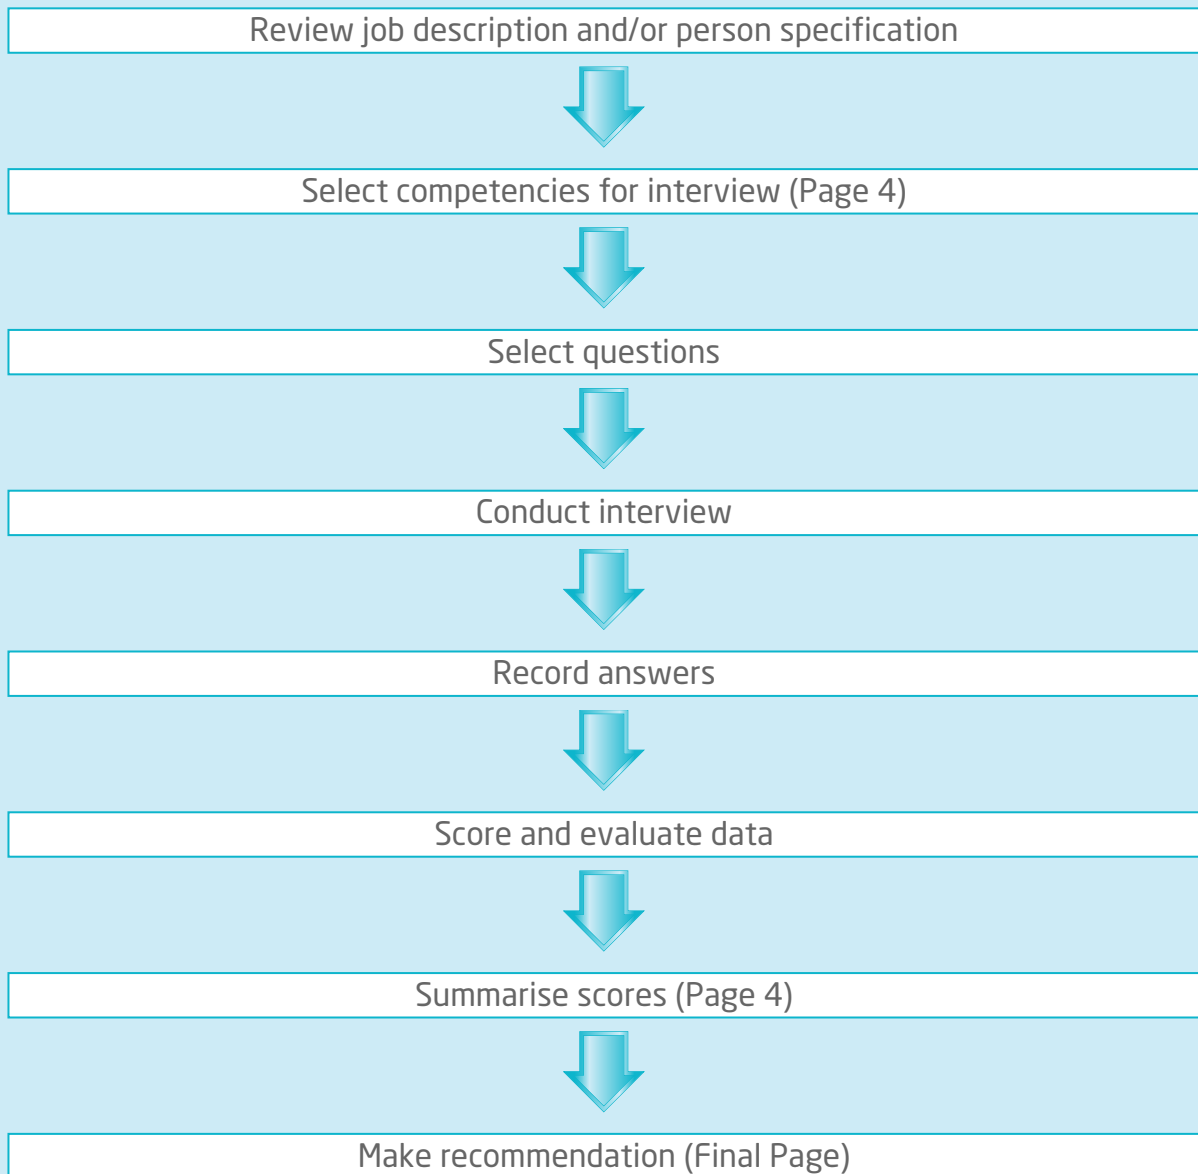 Review job description and/or person specification
Select competencies for interview (Page 4)
Select questions
Conduct interview
Record answers
Score and evaluate data
Summarise scores (Page 4)
Make recommendation (Final Page)